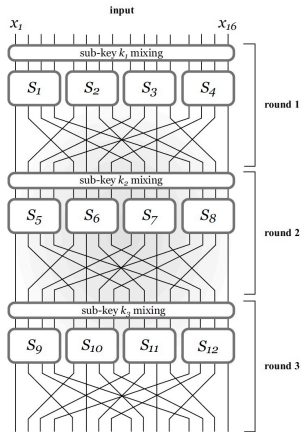 input
x₁ x₁₆
sub-key k₁ mixing
S₁ S₂ S₃ S₄
round 1
sub-key k₂ mixing
S₅ S₆ S₇ S₈
round 2
sub-key k₃ mixing
S₉ S₁₀ S₁₁ S₁₂
round 3